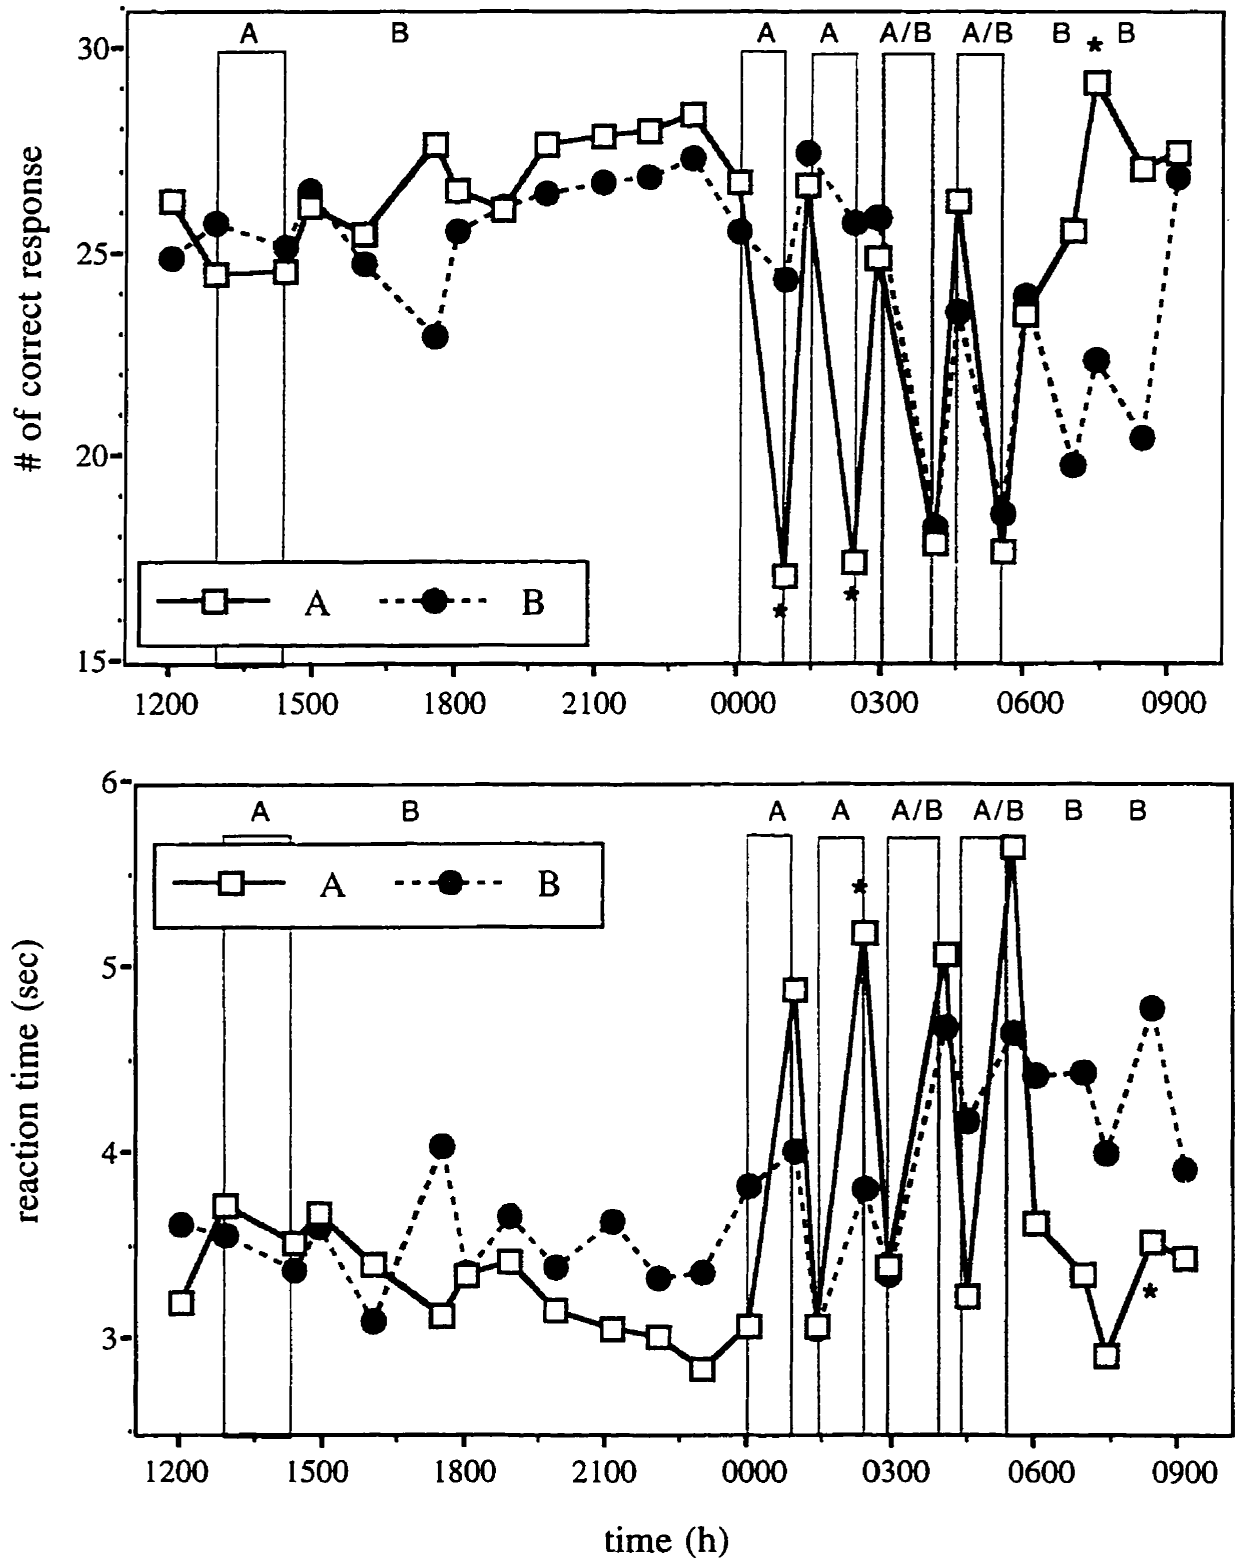 A B A A A/B A/B B B
*
30
25
20
15
# of correct response
* *
A B
1200 1500 1800 2100 0000 0300 0600 0900
6
5
4
3
reaction time (sec)
A B A A A/B A/B B B
A B
*
*
1200 1500 1800 2100 0000 0300 0600 0900
time (h)